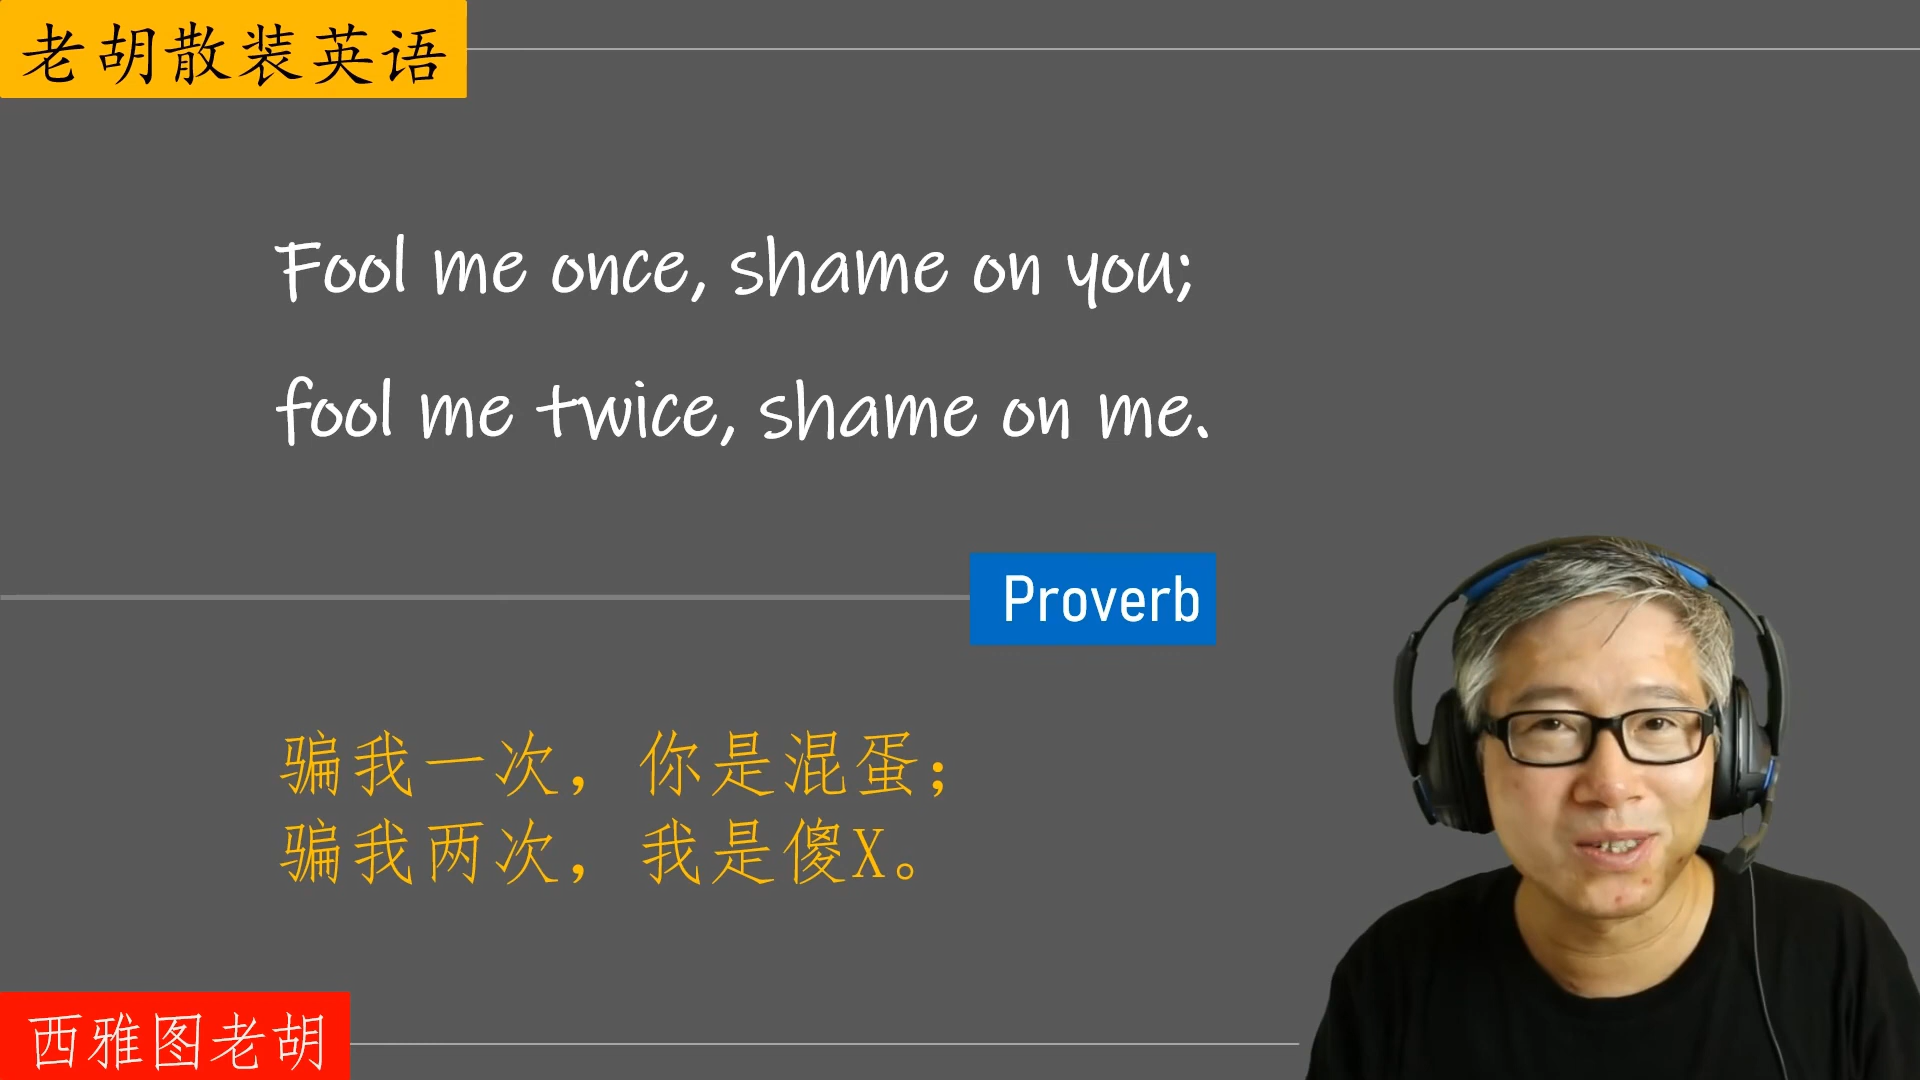 老胡散装英语
Fool me once, shame on you;
fool me twice, shame on me.
Proverb
骗我一次，你是混蛋；
骗我两次，我是傻X。
西雅图老胡